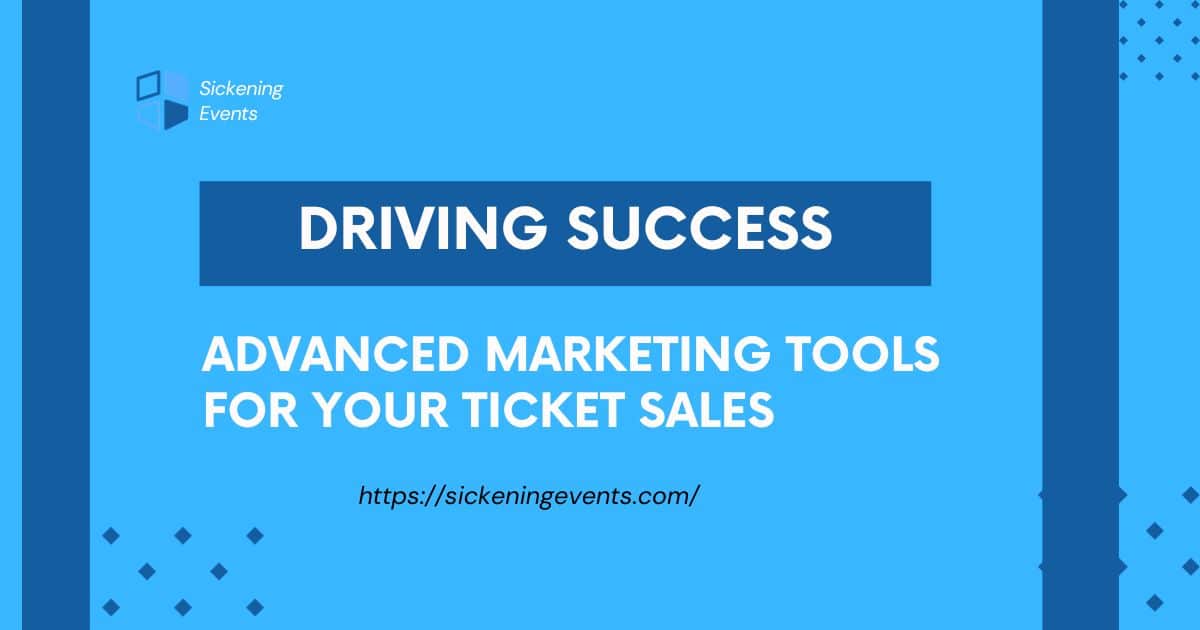 Sickening
Events
DRIVING SUCCESS
ADVANCED MARKETING TOOLS
FOR YOUR TICKET SALES
https://sickeningevents.com/